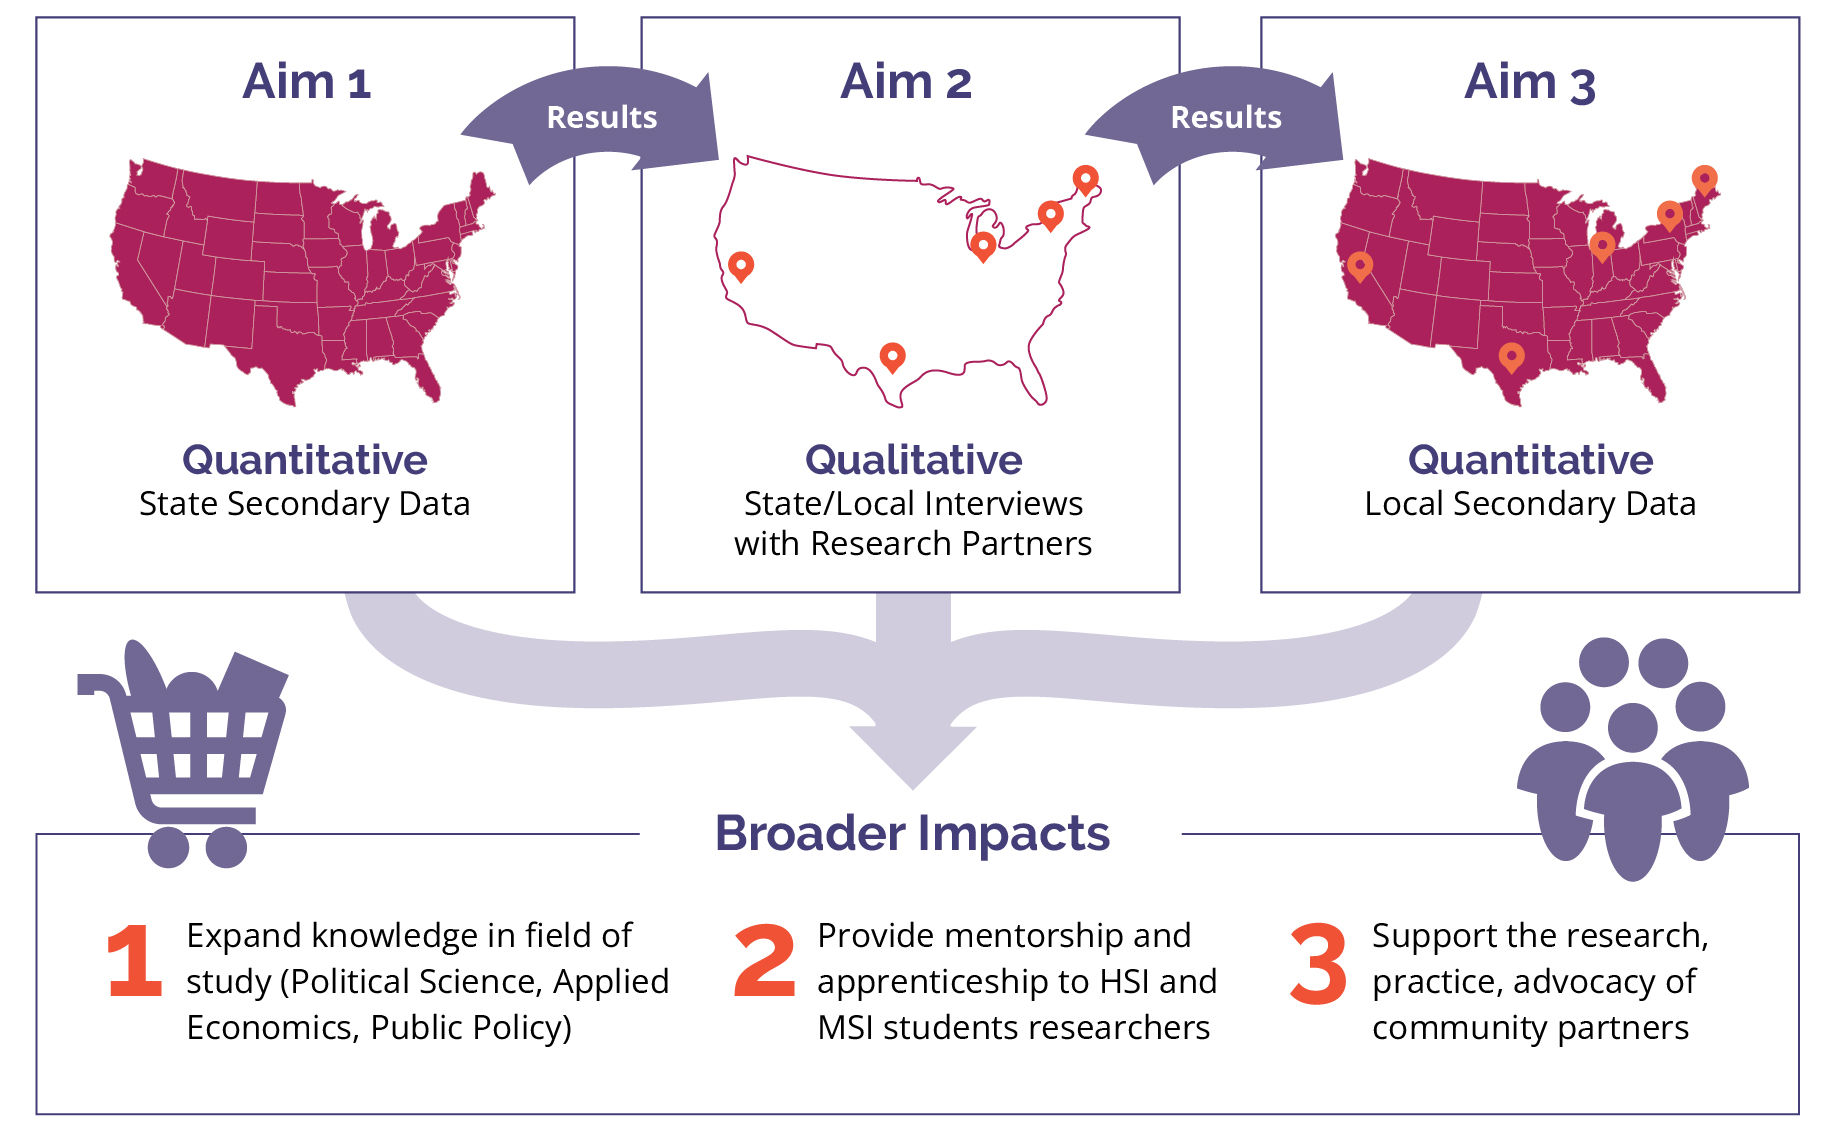 Aim 1
Results
Aim 2
Results
Aim 3
Quantitative
State Secondary Data
Qualitative
State/Local Interviews
with Research Partners
Quantitative
Local Secondary Data
Broader Impacts
1
Expand knowledge in field of
study (Political Science, Applied
Economics, Public Policy)
2
Provide mentorship and
apprenticeship to HSI and
MSI students researchers
3
Support the research,
practice, advocacy of
community partners